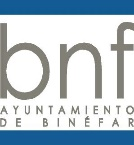 bnf
AYUNTAMIENTO
DE BINÉFAR